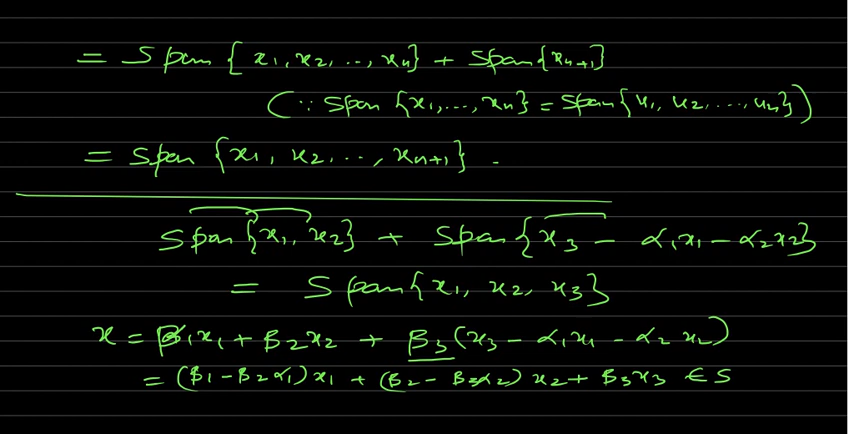 = Span { x1, x2, .., xn} + Span{xn+1}
(∵ Span {x1,...,xn} = Span{u1, u2, ..., un})
= Span {x1, x2, .., xn+1} .
Span{x1, x2} + Span{x3 - α1x1 - α2x2}
= Span{x1, x2, x3}
x = β1x1 + β2x2 + β3(x3 - α1x1 - α2x2)
= (β1 - β2α1)x1 + (β2 - β3α2) x2 + β3x3 ∈ S